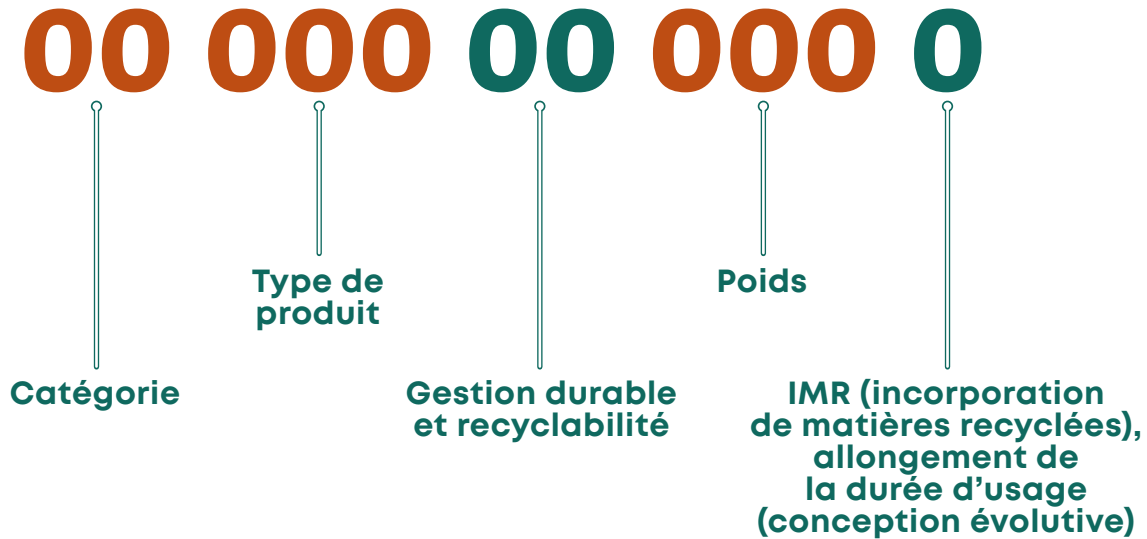 00 000 00 000 0
Type de
produit
Poids
Catégorie
Gestion durable
et recyclabilité
IMR (incorporation
de matières recyclées),
allongement de
la durée d’usage
(conception évolutive)